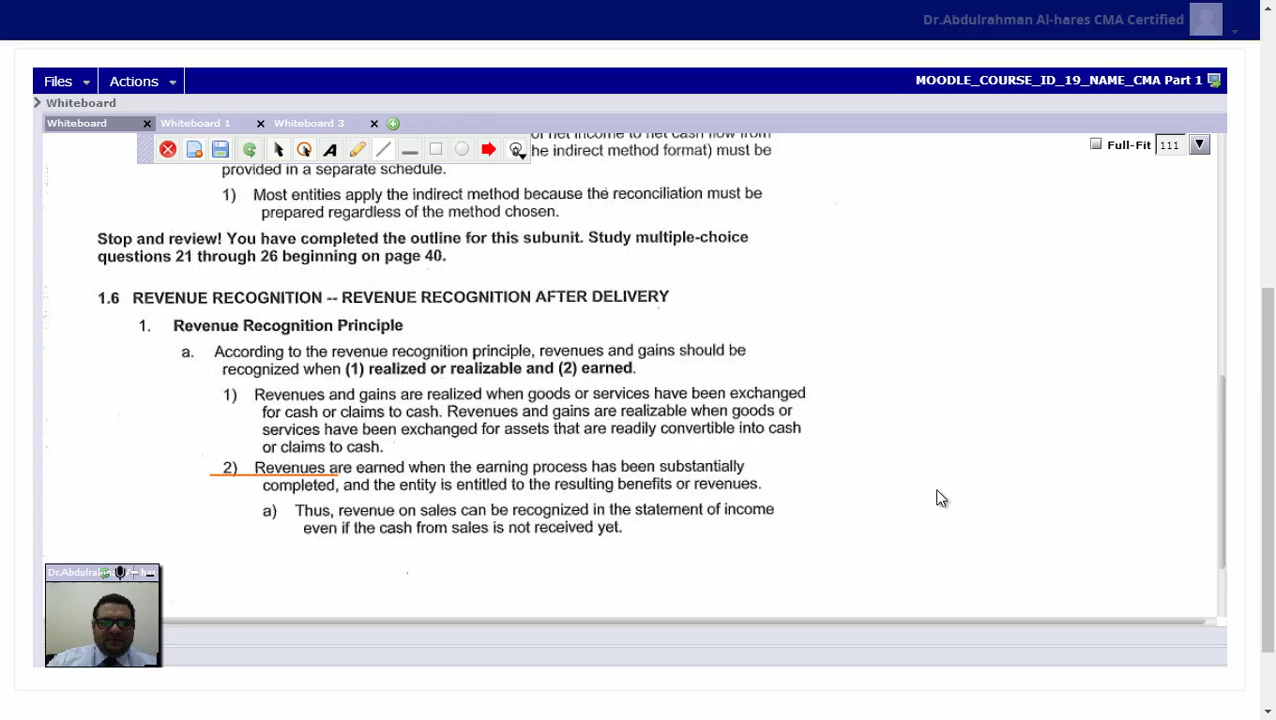 Dr.Abdulrahman Al-hares CMA Certified
Files Actions MOODLE_COURSE_ID_19_NAME_CMA Part 1
Whiteboard
Whiteboard Whiteboard 1 Whiteboard 3
of net income to net cash flow from
he indirect method format) must be Full-Fit 111
provided in a separate schedule.
1) Most entities apply the indirect method because the reconciliation must be
prepared regardless of the method chosen.
Stop and review! You have completed the outline for this subunit. Study multiple-choice
questions 21 through 26 beginning on page 40.
1.6 REVENUE RECOGNITION -- REVENUE RECOGNITION AFTER DELIVERY
1. Revenue Recognition Principle
a. According to the revenue recognition principle, revenues and gains should be
recognized when (1) realized or realizable and (2) earned.
1) Revenues and gains are realized when goods or services have been exchanged
for cash or claims to cash. Revenues and gains are realizable when goods or
services have been exchanged for assets that are readily convertible into cash
or claims to cash.
2) Revenues are earned when the earning process has been substantially
completed, and the entity is entitled to the resulting benefits or revenues.
a) Thus, revenue on sales can be recognized in the statement of income
even if the cash from sales is not received yet.